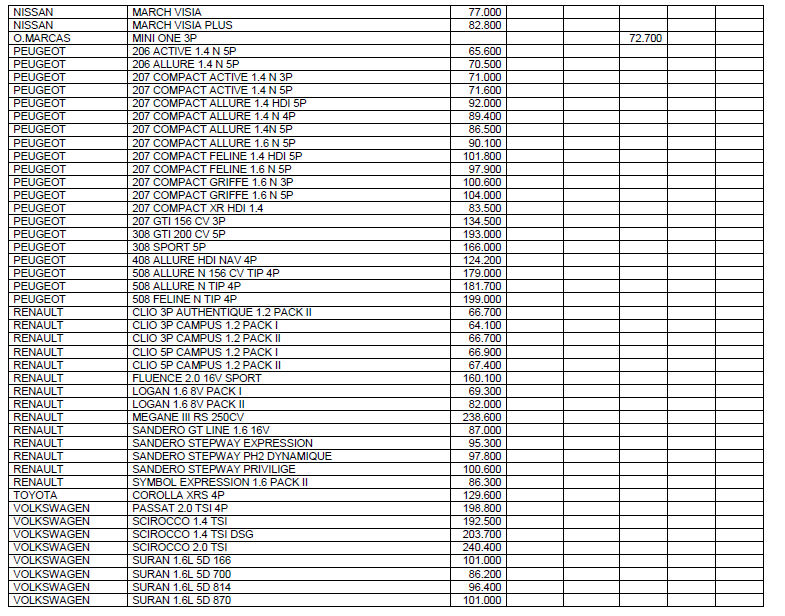 NISSAN MARCH VISIA 77.000
NISSAN MARCH VISIA PLUS 82.800
O.MARCAS MINI ONE 3P 72.700
PEUGEOT 206 ACTIVE 1.4 N 5P 65.600
PEUGEOT 206 ALLURE 1.4 N 5P 70.500
PEUGEOT 207 COMPACT ACTIVE 1.4 N 3P 71.000
PEUGEOT 207 COMPACT ACTIVE 1.4 N 5P 71.600
PEUGEOT 207 COMPACT ALLURE 1.4 HDI 5P 92.000
PEUGEOT 207 COMPACT ALLURE 1.4 N 4P 89.400
PEUGEOT 207 COMPACT ALLURE 1.4N 5P 86.500
PEUGEOT 207 COMPACT ALLURE 1.6 N 5P 90.100
PEUGEOT 207 COMPACT FELINE 1.4 HDI 5P 101.800
PEUGEOT 207 COMPACT FELINE 1.6 N 5P 97.900
PEUGEOT 207 COMPACT GRIFFE 1.6 N 3P 100.600
PEUGEOT 207 COMPACT GRIFFE 1.6 N 5P 104.000
PEUGEOT 207 COMPACT XR HDI 1.4 83.500
PEUGEOT 207 GTI 156 CV 3P 134.500
PEUGEOT 308 GTI 200 CV 5P 193.000
PEUGEOT 308 SPORT 5P 166.000
PEUGEOT 408 ALLURE HDI NAV 4P 124.200
PEUGEOT 508 ALLURE N 156 CV TIP 4P 179.000
PEUGEOT 508 ALLURE N TIP 4P 181.700
PEUGEOT 508 FELINE N TIP 4P 199.000
RENAULT CLIO 3P AUTHENTIQUE 1.2 PACK II 66.700
RENAULT CLIO 3P CAMPUS 1.2 PACK I 64.100
RENAULT CLIO 3P CAMPUS 1.2 PACK II 66.700
RENAULT CLIO 5P CAMPUS 1.2 PACK I 66.900
RENAULT CLIO 5P CAMPUS 1.2 PACK II 67.400
RENAULT FLUENCE 2.0 16V SPORT 160.100
RENAULT LOGAN 1.6 8V PACK I 69.300
RENAULT LOGAN 1.6 8V PACK II 82.000
RENAULT MEGANE III RS 250CV 238.600
RENAULT SANDERO GT LINE 1.6 16V 87.000
RENAULT SANDERO STEPWAY EXPRESSION 95.300
RENAULT SANDERO STEPWAY PH2 DYNAMIQUE 97.800
RENAULT SANDERO STEPWAY PRIVILIGE 100.600
RENAULT SYMBOL EXPRESSION 1.6 PACK II 86.300
TOYOTA COROLLA XRS 4P 129.600
VOLKSWAGEN PASSAT 2.0 TSI 4P 198.800
VOLKSWAGEN SCIROCCO 1.4 TSI 192.500
VOLKSWAGEN SCIROCCO 1.4 TSI DSG 203.700
VOLKSWAGEN SCIROCCO 2.0 TSI 240.400
VOLKSWAGEN SURAN 1.6L 5D 166 101.000
VOLKSWAGEN SURAN 1.6L 5D 700 86.200
VOLKSWAGEN SURAN 1.6L 5D 814 96.400
VOLKSWAGEN SURAN 1.6L 5D 870 101.000